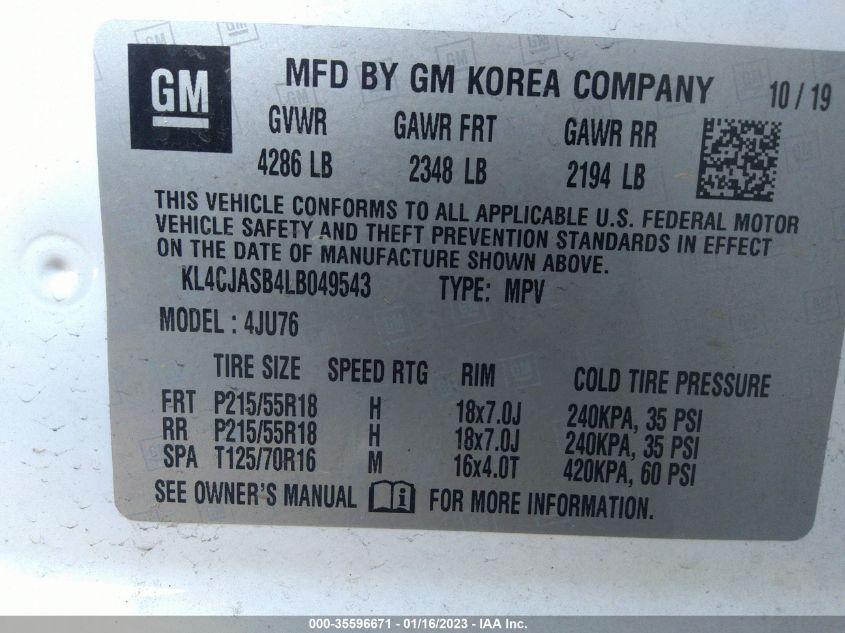 GM
MFD BY GM KOREA COMPANY 10 / 19
GVWR GAWR FRT GAWR RR
4286 LB 2348 LB 2194 LB
THIS VEHICLE CONFORMS TO ALL APPLICABLE U.S. FEDERAL MOTOR
VEHICLE SAFETY AND THEFT PREVENTION STANDARDS IN EFFECT
ON THE DATE OF MANUFACTURE SHOWN ABOVE.
KL4CJASB4LB049543 TYPE: MPV
MODEL : 4JU76
TIRE SIZE SPEED RTG RIM COLD TIRE PRESSURE
FRT P215/55R18 H 18x7.0J 240KPA, 35 PSI
RR P215/55R18 H 18x7.0J 240KPA, 35 PSI
SPA T125/70R16 M 16x4.0T 420KPA, 60 PSI
SEE OWNER'S MANUAL i FOR MORE INFORMATION.
000-35596671 - 01/16/2023 - IAA Inc.